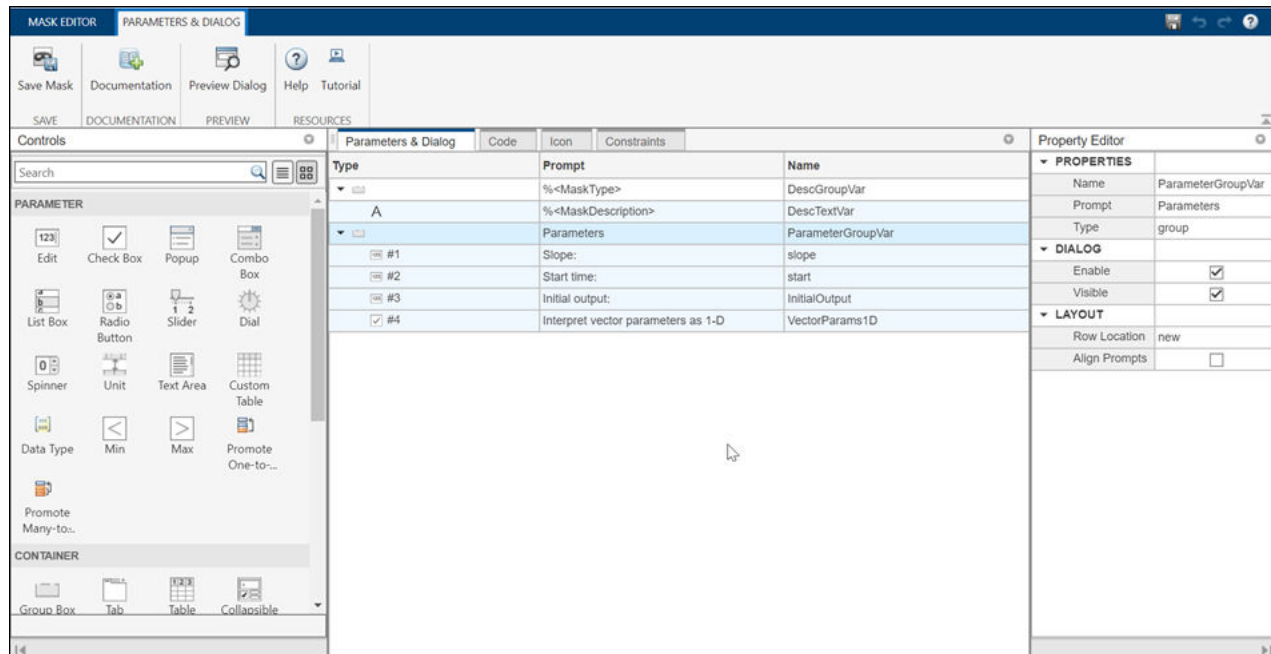 MASK EDITOR PARAMETERS & DIALOG
Save Mask Documentation Preview Dialog Help Tutorial
SAVE DOCUMENTATION PREVIEW RESOURCES
Controls
Search
PARAMETER
123
Edit Check Box Popup Combo
Box
List Box Radio
Button
Slider Dial
Spinner Unit Text Area Custom
Table
Data Type Min Max Promote
One-to-...
Promote
Many-to...
CONTAINER
Group Box Tab Table Collapsible
Parameters & Dialog Code Icon Constraints
Type Prompt Name
%<MaskType> DescGroupVar
A %<MaskDescription> DescTextVar
Parameters ParameterGroupVar
#1 Slope: slope
#2 Start time: start
#3 Initial output: InitialOutput
#4 Interpret vector parameters as 1-D VectorParams1D
Property Editor
PROPERTIES
Name ParameterGroupVar
Prompt Parameters
Type group
DIALOG
Enable
Visible
LAYOUT
Row Location new
Align Prompts